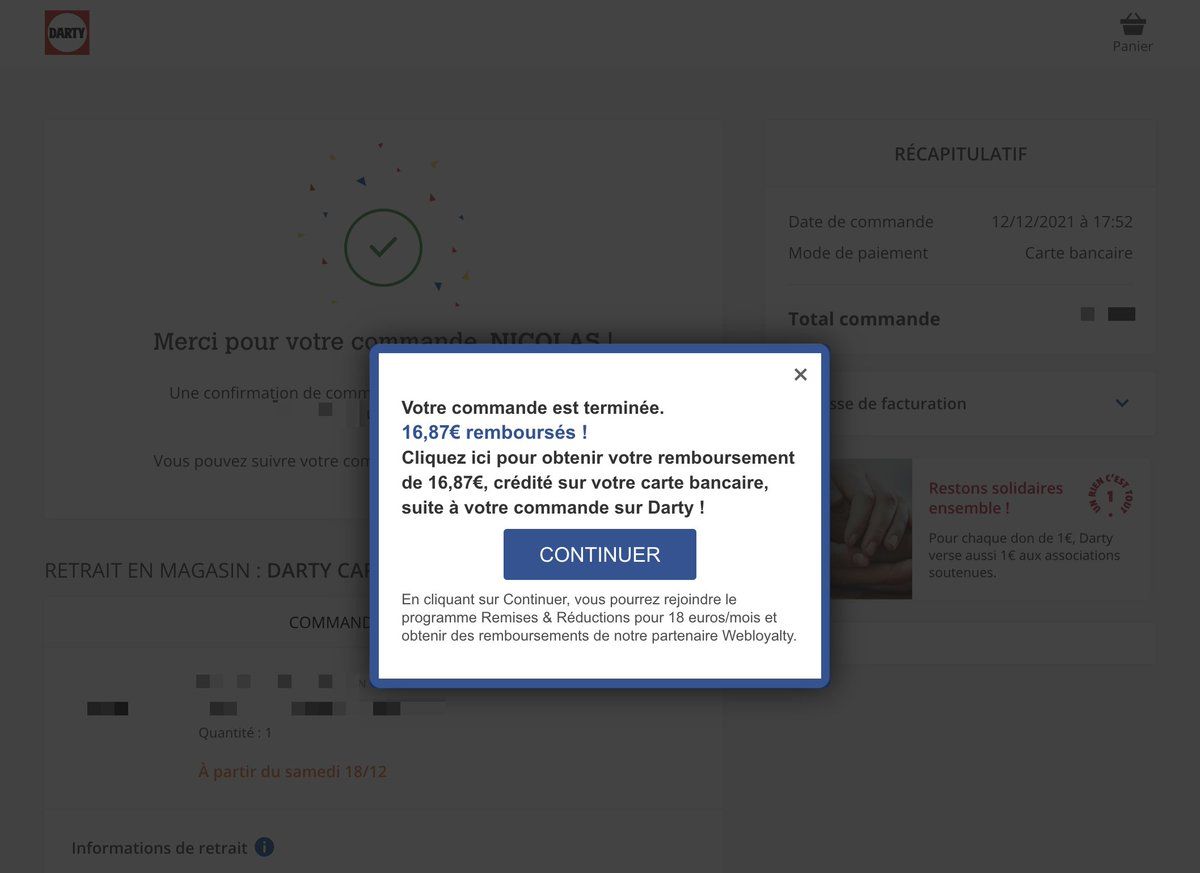 DARTY
Panier
Merci pour votre commande, NICOLAS !
Une confirmation de comm
Vous pouvez suivre votre com
RETRAIT EN MAGASIN : DARTY CAP
COMMAND
Quantité : 1
À partir du samedi 18/12
Informations de retrait i
RÉCAPITULATIF
Date de commande 12/12/2021 à 17:52
Mode de paiement Carte bancaire
Total commande
sse de facturation
Restons solidaires
ensemble !
UN RIEN C'EST TOUT
1
Pour chaque don de 1€, Darty
verse aussi 1€ aux associations
soutenues.
×
Votre commande est terminée.
16,87€ remboursés !
Cliquez ici pour obtenir votre remboursement
de 16,87€, crédité sur votre carte bancaire,
suite à votre commande sur Darty !
CONTINUER
En cliquant sur Continuer, vous pourrez rejoindre le
programme Remises & Réductions pour 18 euros/mois et
obtenir des remboursements de notre partenaire Webloyalty.